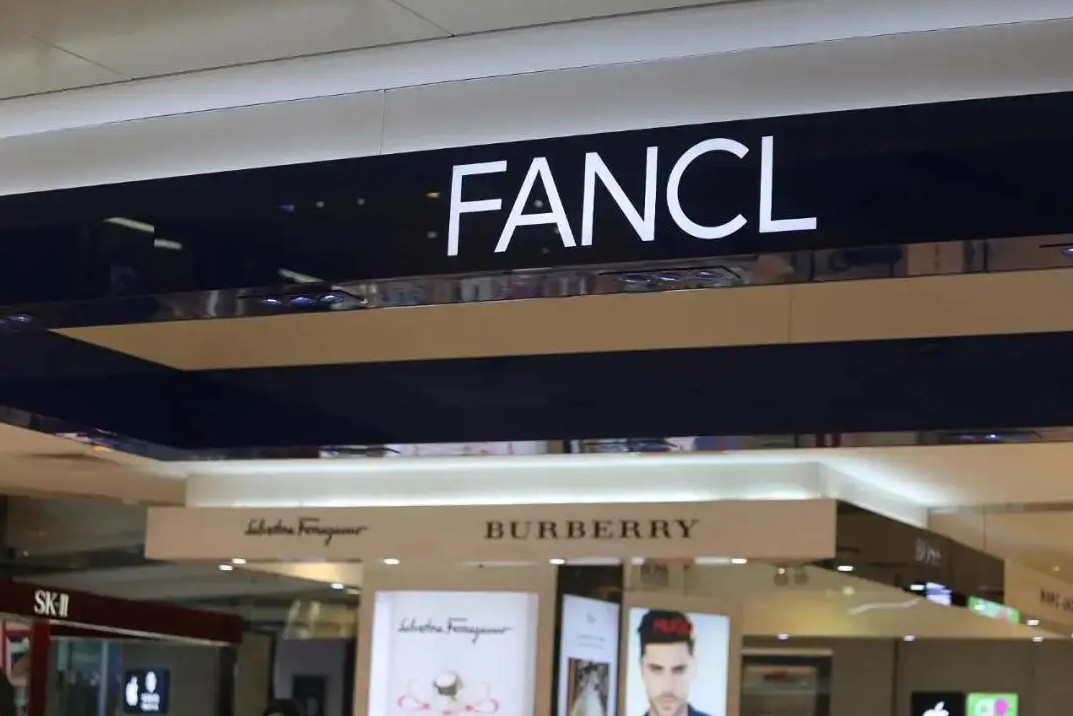 FANCL
Salvatore Ferragamo
BURBERRY
SK-II
Salvatore Ferragamo
HUGO